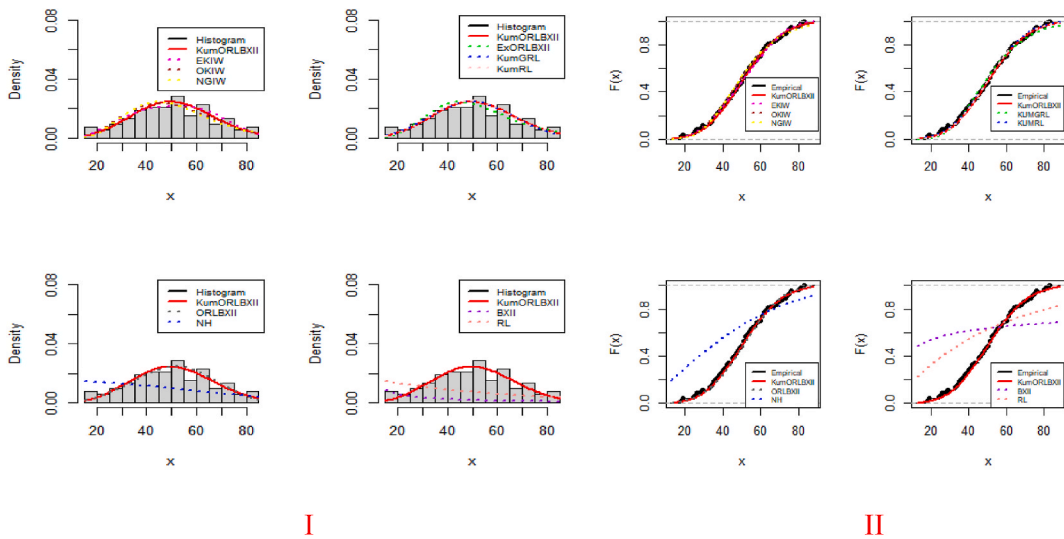 Density
0.00 0.04 0.08
Histogram
KumORLBXII
EKIW
OKIW
NGIW
20 40 60 80
x
Density
0.00 0.04 0.08
Histogram
KumORLBXII
ExORLBXII
KumGRL
KumRL
20 40 60 80
x
F(x)
0.0 0.4 0.8
Empirical
KumORLBXII
EKIW
OKIW
NGIW
20 40 60 80
x
F(x)
0.0 0.4 0.8
Empirical
KumORLBXII
KUMGRL
KUMRL
20 40 60 80
x
Density
0.00 0.04 0.08
Histogram
KumORLBXII
ORLBXII
NH
20 40 60 80
x
Density
0.00 0.04 0.08
Histogram
KumORLBXII
BXII
RL
20 40 60 80
x
F(x)
0.0 0.4 0.8
Empirical
KumORLBXII
ORLBXII
NH
20 40 60 80
x
F(x)
0.0 0.4 0.8
Empirical
KumORLBXII
BXII
RL
20 40 60 80
x
I
II